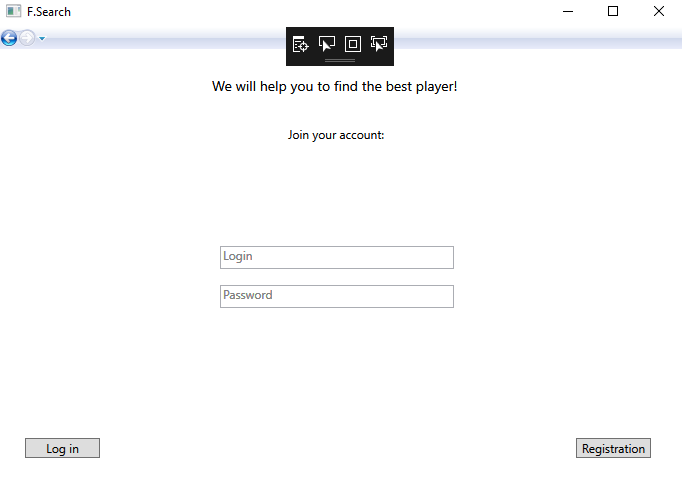 F.Search
We will help you to find the best player!
Join your account:
Login
Password
Log in
Registration